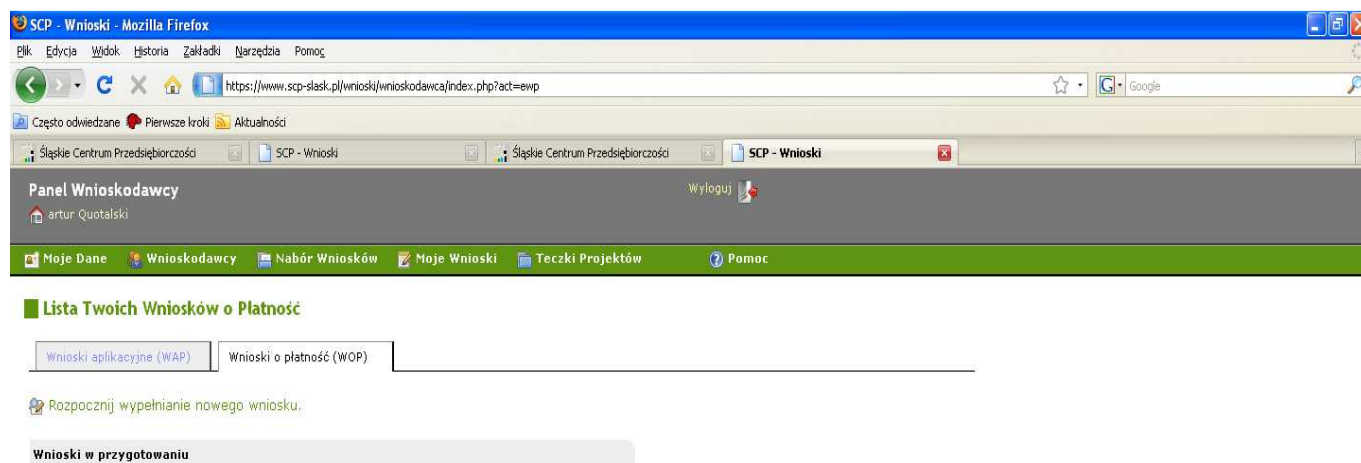 SCP - Wnioski - Mozilla Firefox
Plik Edycja Widok Historia Zakładki Narzędzia Pomoc
https://www.scp-slask.pl/wnioski/wnioskodawca/index.php?act=ewp
G Google
Często odwiedzane Pierwsze kroki Aktualności
Śląskie Centrum Przedsiębiorczości SCP - Wnioski Śląskie Centrum Przedsiębiorczości SCP - Wnioski
Panel Wnioskodawcy Wyloguj
artur Quotalski
Moje Dane Wnioskodawcy Nabór Wniosków Moje Wnioski Teczki Projektów Pomoc
Lista Twoich Wniosków o Płatność
Wnioski aplikacyjne (WAP) Wnioski o płatność (WOP)
Rozpocznij wypełnianie nowego wniosku.
Wnioski w przygotowaniu